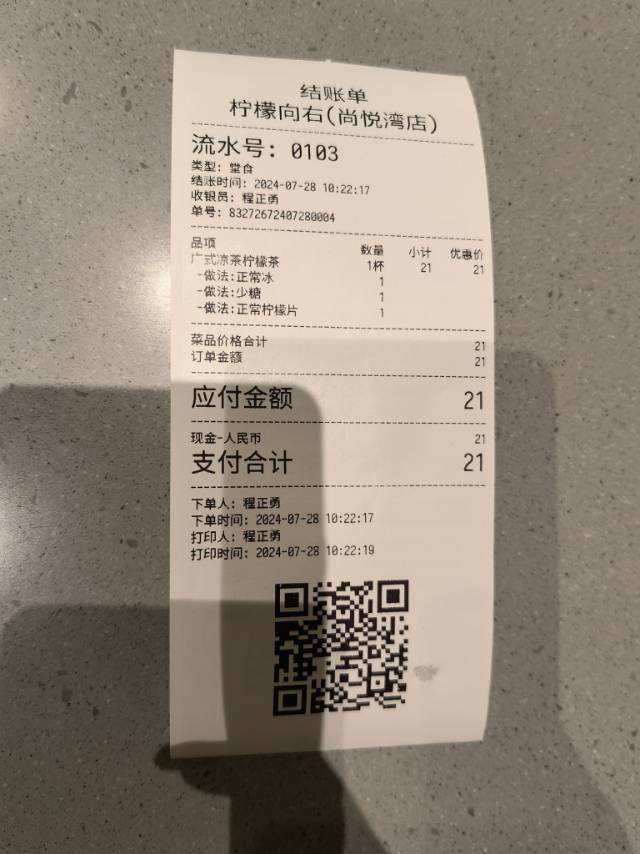 结账单
柠檬向右(尚悦湾店)
流水号: 0103
类型: 堂食
结账时间: 2024-07-28 10:22:17
收银员: 程正勇
单号: 83272672407280004
品项 数量 小计 优惠价
广式凉茶柠檬茶 1杯 21 21
-做法:正常冰 1
-做法:少糖 1
-做法:正常柠檬片 1
菜品价格合计 21
订单金额 21
应付金额 21
现金-人民币 21
支付合计 21
下单人: 程正勇
下单时间: 2024-07-28 10:22:17
打印人: 程正勇
打印时间: 2024-07-28 10:22:19